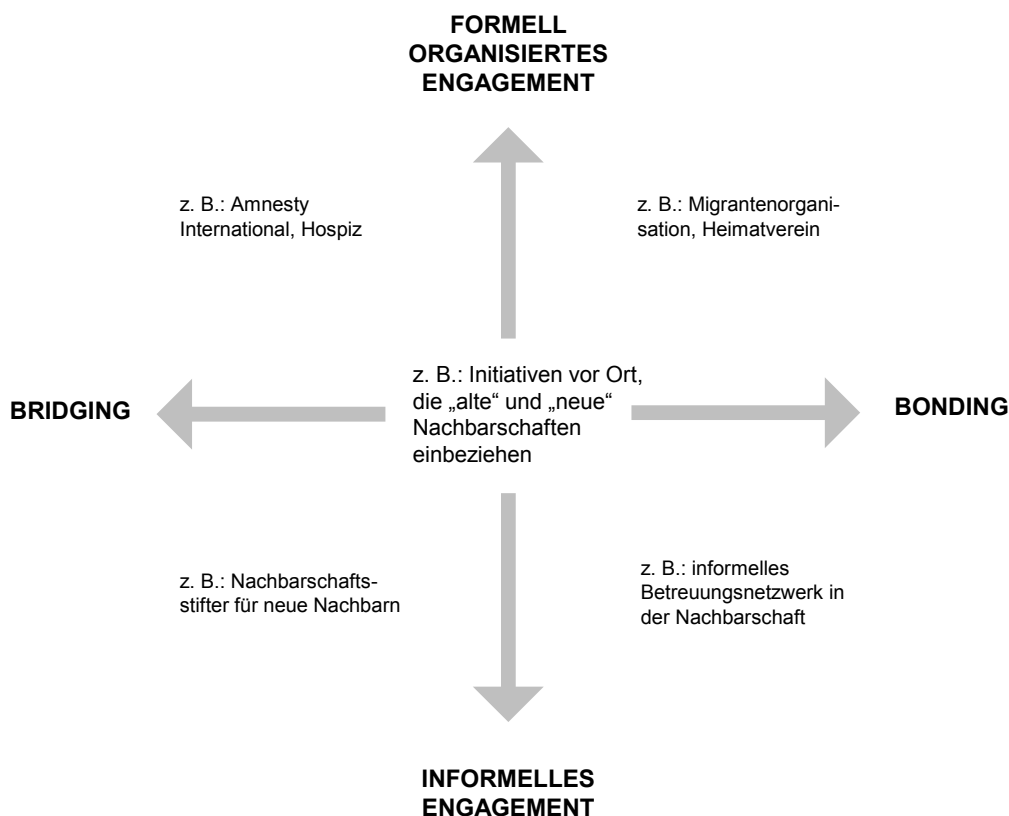 FORMELL
ORGANISIERTES
ENGAGEMENT
z. B.: Amnesty
International, Hospiz
z. B.: Migrantenorgani-
sation, Heimatverein
BRIDGING
z. B.: Initiativen vor Ort,
die „alte“ und „neue“
Nachbarschaften
einbeziehen
BONDING
z. B.: Nachbarschafts-
stifter für neue Nachbarn
z. B.: informelles
Betreuungsnetzwerk in
der Nachbarschaft
INFORMELLES
ENGAGEMENT